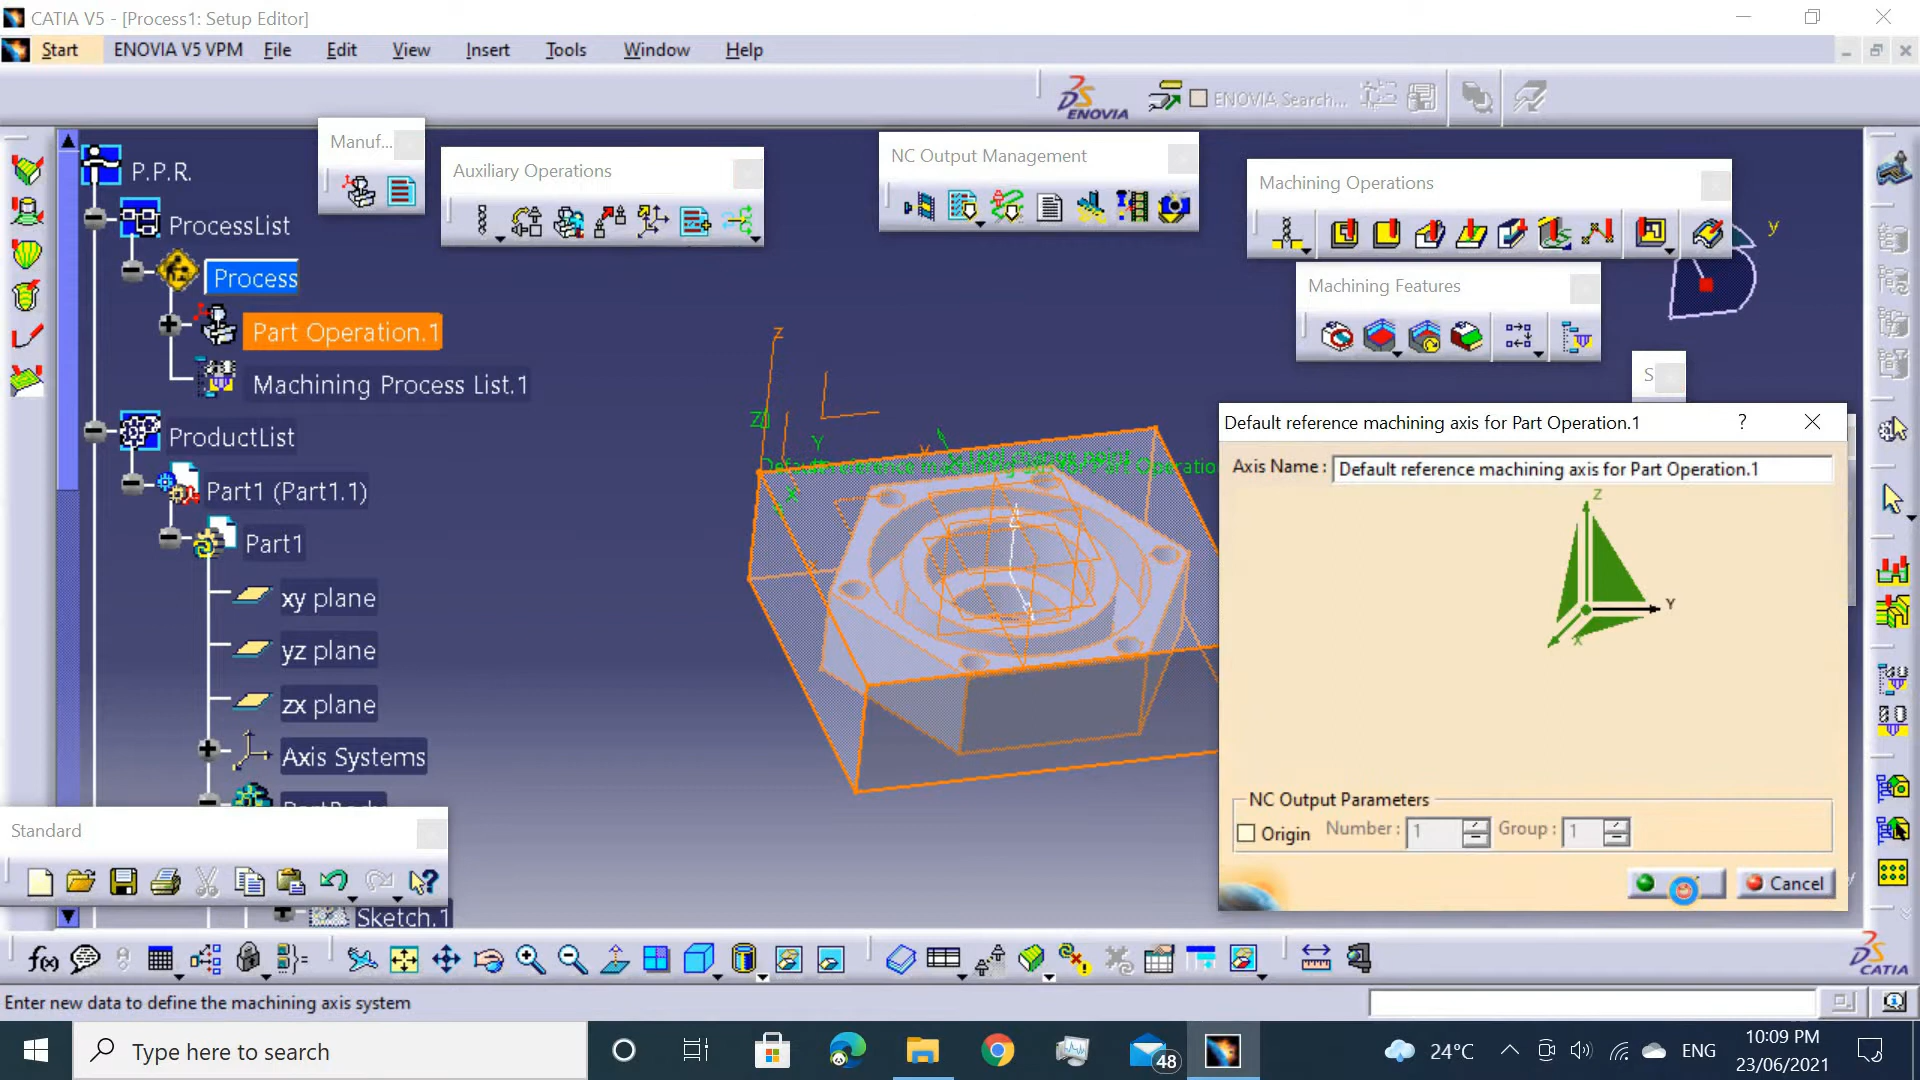 CATIA V5 - [Process1: Setup Editor]
Start ENOVIA V5 VPM File Edit View Insert Tools Window Help
ENOVIA
ENOVIA Search...
Manuf...
Auxiliary Operations
NC Output Management
Machining Operations
Machining Features
S
P.P.R.
ProcessList
Process
Part Operation.1
Machining Process List.1
ProductList
Part1 (Part1.1)
Part1
xy plane
yz plane
zx plane
Axis Systems
PartBody
Sketch.1
z
Z
Y
X
y
Default reference machining axis for Part Operation.1
Axis Name : Default reference machining axis for Part Operation.1
Z
Y
X
NC Output Parameters
Origin Number : 1 Group : 1
Cancel
Standard
f(x)
CATIA
Enter new data to define the machining axis system
Type here to search
48
24°C
ENG
10:09 PM
23/06/2021